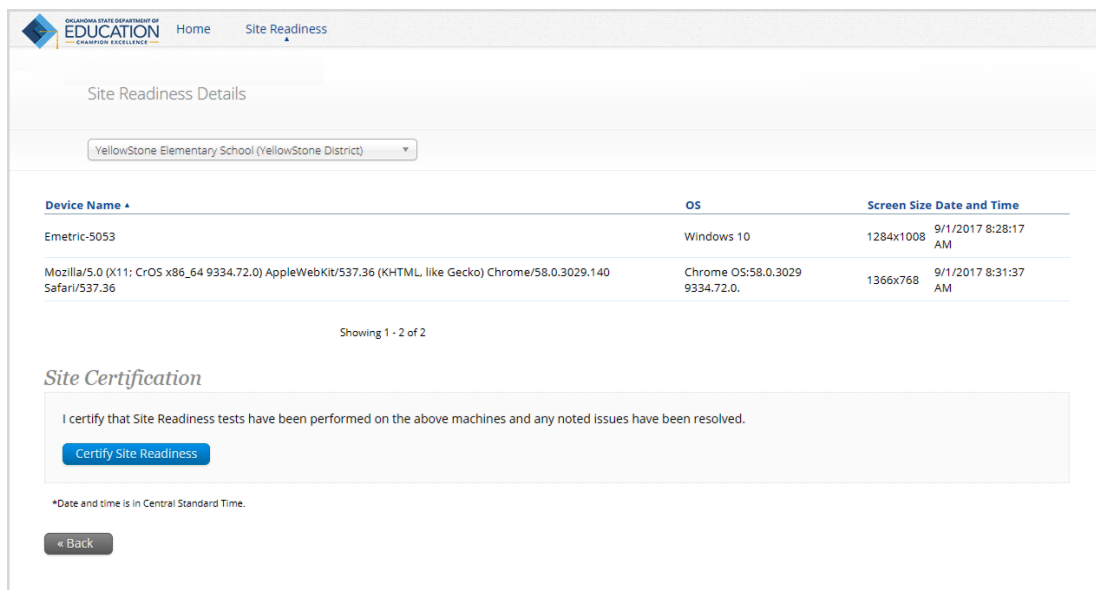 OKLAHOMA STATE DEPARTMENT OF
EDUCATION
CHAMPION EXCELLENCE
Home Site Readiness
Site Readiness Details
YellowStone Elementary School (YellowStone District)
Device Name OS Screen Size Date and Time
Emetric-5053 Windows 10 1284x1008 9/1/2017 8:28:17
AM
Mozilla/5.0 (X11; CrOS x86_64 9334.72.0) AppleWebKit/537.36 (KHTML, like Gecko) Chrome/58.0.3029.140 Chrome OS:58.0.3029 1366x768 9/1/2017 8:31:37
Safari/537.36 9334.72.0. AM
Showing 1 - 2 of 2
Site Certification
I certify that Site Readiness tests have been performed on the above machines and any noted issues have been resolved.
Certify Site Readiness
*Date and time is in Central Standard Time.
« Back